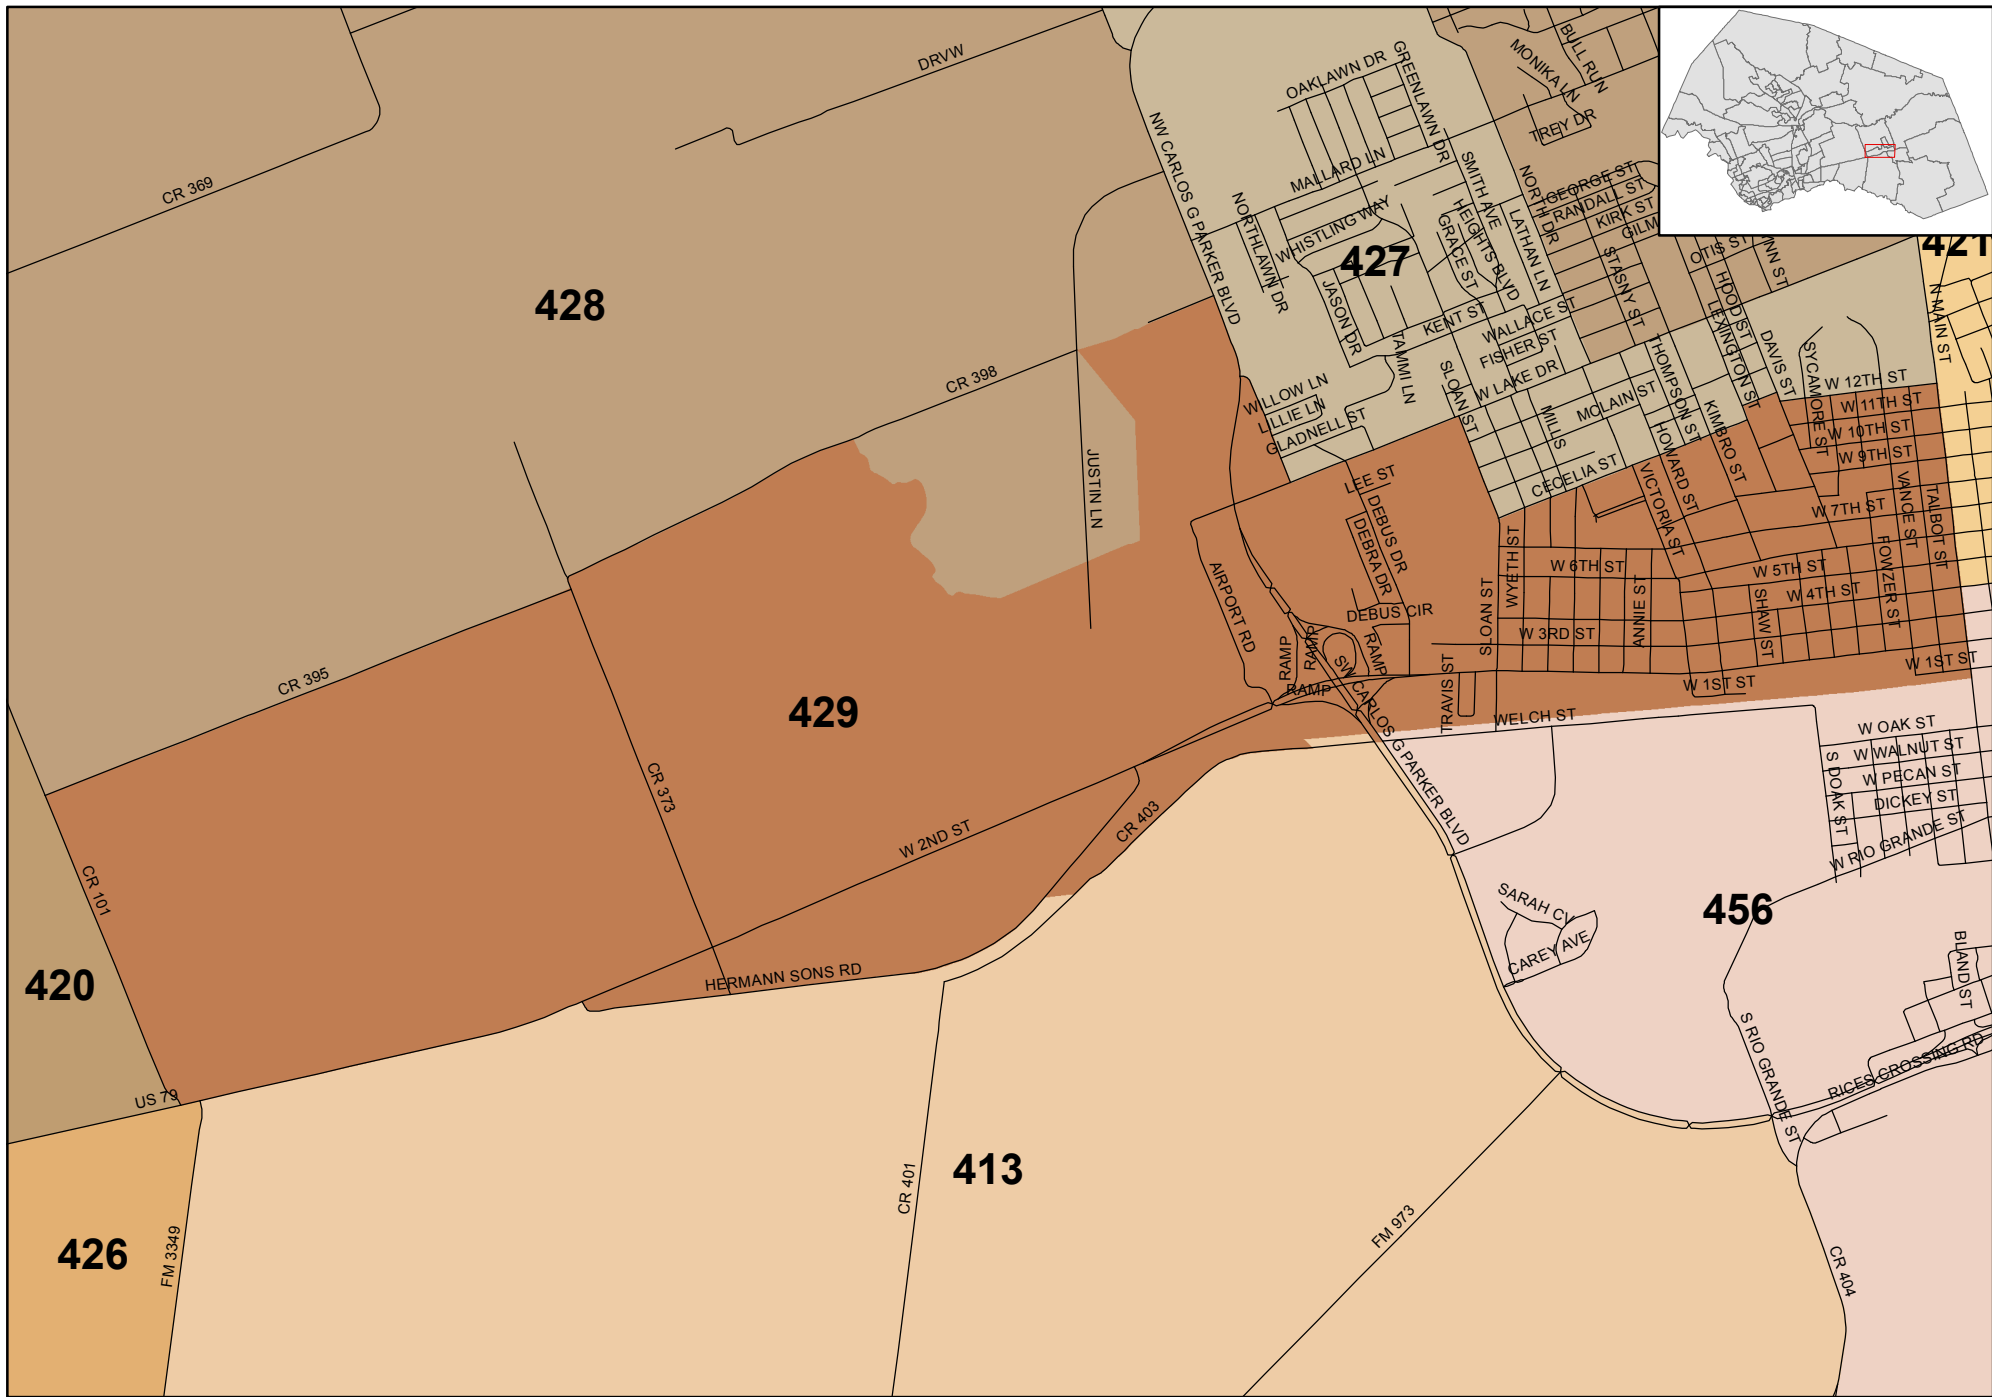 DRVW
CR 369
428
CR 398
CR 395
JUSTIN LN
429
CR 373
W 2ND ST
CR 403
HERMANN SONS RD
CR 101
420
US 79
426
FM 3349
CR 401
413
FM 973
NW CARLOS G PARKER BLVD
OAKLAWN DR
GREENLAWN DR
MONIKA LN
BULL RUN
TREY DR
MALLARD LN
SMITH AVE
NORTH DR
GEORGE ST
RANDALL ST
KIRK ST
GILM
NORTHLAWN DR
WHISTLING WAY
427
GRACE ST
HEIGHTS BLVD
LATHAN LN
STASNY ST
OTIS ST
YNN ST
HOOD ST
LEXINGTON ST
421
N MAIN ST
JASON DR
KENT ST
WALLACE ST
FISHER ST
TAMMI LN
SLOAN ST
W LAKE DR
THOMPSON ST
DAVIS ST
SYCAMORE ST
W 12TH ST
W 11TH ST
W 10TH ST
W 9TH ST
WILLOW LN
LILLIE LN
GLADNELL ST
MILLS
MCLAIN ST
HOWARD ST
KIMBRO ST
CECELIA ST
VICTORIA ST
LEE ST
DEBUS DR
DEBRA DR
DEBUS CIR
W 7TH ST
VANCE ST
TALBOT ST
FOWZER ST
WYETH ST
W 6TH ST
ANNIE ST
W 5TH ST
W 4TH ST
SHAW ST
SLOAN ST
W 3RD ST
AIRPORT RD
RAMP
RAMP
RAMP
RAMP
SW CARLOS G PARKER BLVD
TRAVIS ST
W 1ST ST
W 1ST ST
WELCH ST
W OAK ST
W WALNUT ST
W PECAN ST
DICKEY ST
S DOAK ST
W RIO GRANDE ST
456
SARAH CV
CAREY AVE
BLAND ST
S RIO GRANDE ST
RICES CROSSING RD
CR 404